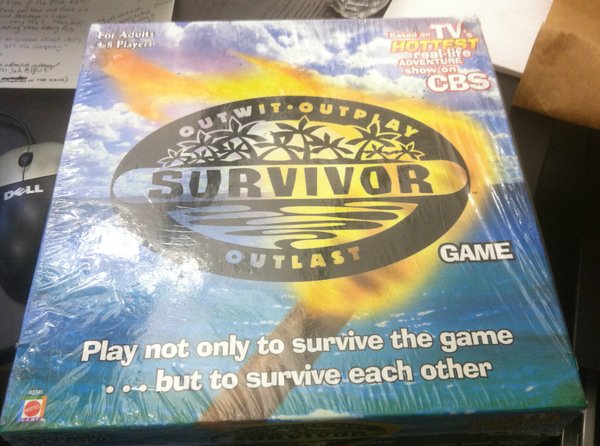 For Adults
4-8 Players
Based on TV's
HOTTEST
real-life
ADVENTURE
show on
CBS
OUTWIT • OUTPLAY
SURVIVOR
OUTLAST
GAME
Play not only to survive the game
... but to survive each other
DELL